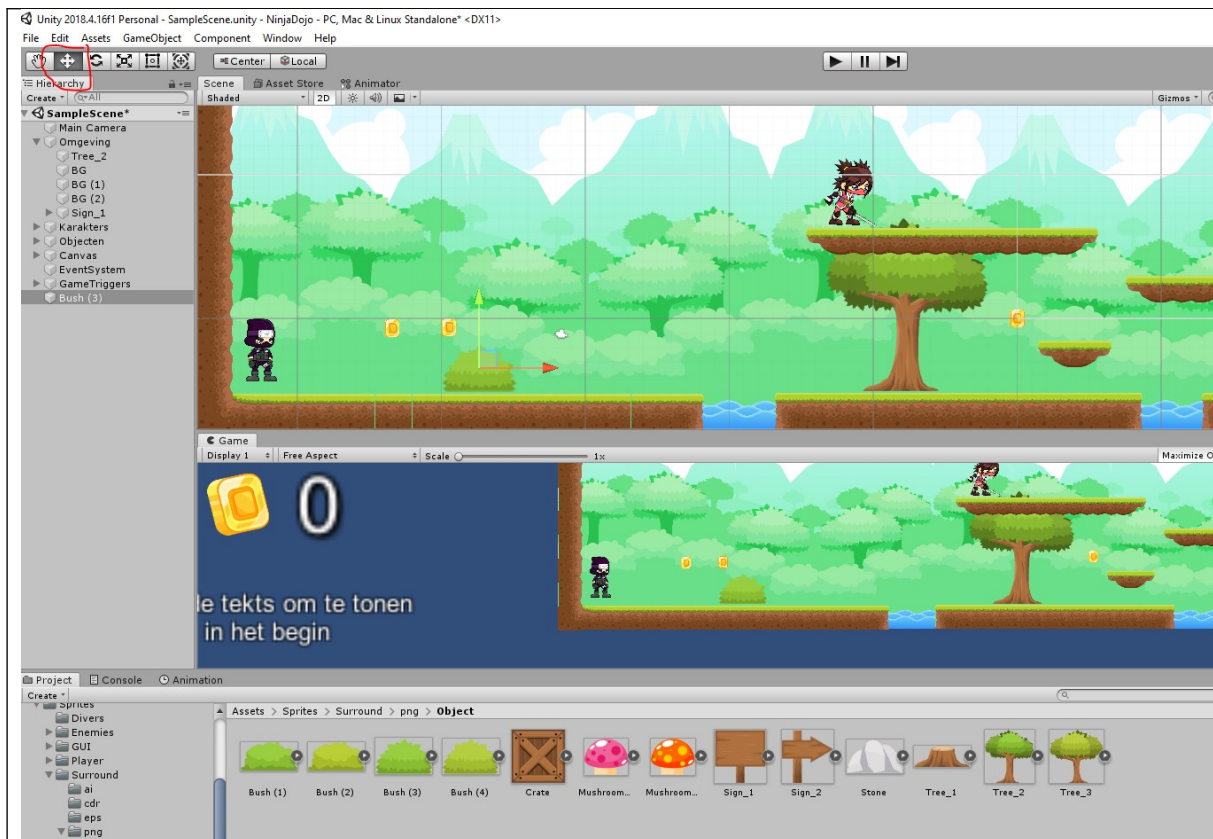 Unity 2018.4.16f1 Personal - SampleScene.unity - NinjaDojo - PC, Mac & Linux Standalone* <DX11>
File Edit Assets GameObject Component Window Help
Center Local
Hierarchy
Create All
SampleScene*
Main Camera
Omgeving
Tree_2
BG
BG (1)
BG (2)
Sign_1
Karakters
Objecten
Canvas
EventSystem
GameTriggers
Bush (3)
Scene Asset Store Animator
Shaded 2D Gizmos
Game
Display 1 Free Aspect Scale 1x Maximize O
0
le tekts om te tonen
in het begin
Project Console Animation
Create
Sprites
Divers
Enemies
GUI
Player
Surround
ai
cdr
eps
png
Assets > Sprites > Surround > png > Object
Bush (1) Bush (2) Bush (3) Bush (4) Crate Mushroom... Mushroom... Sign_1 Sign_2 Stone Tree_1 Tree_2 Tree_3